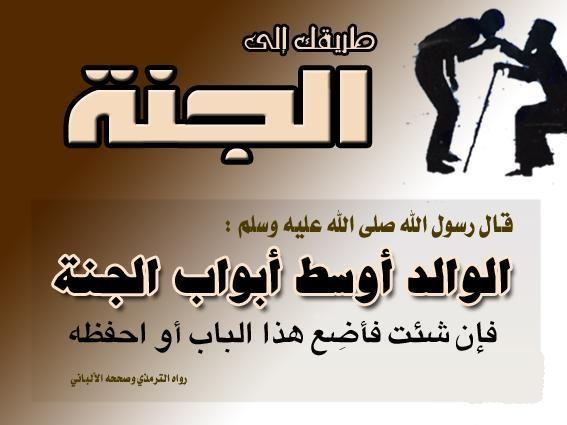 طريقك إلى
الجنة
قال رسول الله صلى الله عليه وسلم :
الوالد أوسط أبواب الجنة
فإن شئت فأضِع هذا الباب أو احفظه
رواه الترمذي وصححه الألباني